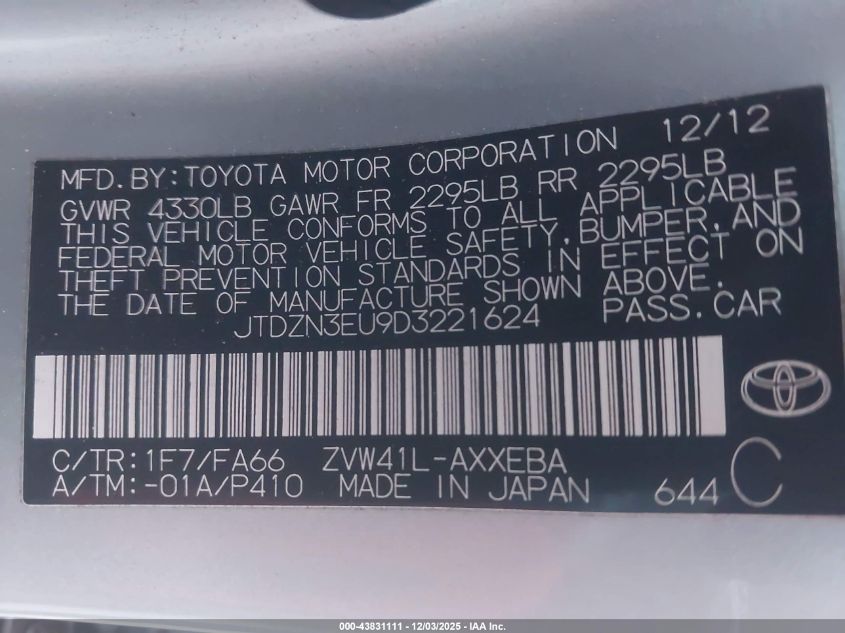 MFD.BY:TOYOTA MOTOR CORPORATION 12/12
GVWR 4330LB GAWR FR 2295LB RR 2295LB
THIS VEHICLE CONFORMS TO ALL APPLICABLE
FEDERAL MOTOR VEHICLE SAFETY,BUMPER,AND
THEFT PREVENTION STANDARDS IN EFFECT ON
THE DATE OF MANUFACTURE SHOWN ABOVE.
JTDZN3EU9D3221624 PASS.CAR
C/TR:1F7/FA66 ZVW41L-AXXEBA
A/TM:-01A/P410 MADE IN JAPAN 644 C
000-43831111 - 12/03/2025 - IAA Inc.